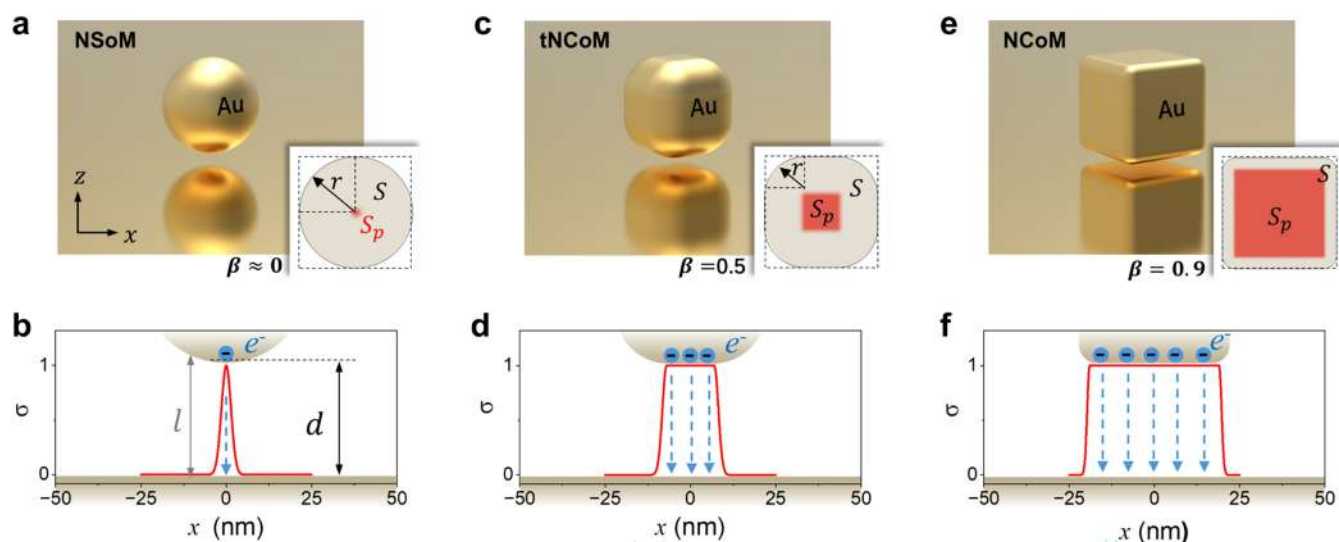 a
NSoM
Au
z
x
r
S
Sp
β ≈ 0
c
tNCoM
Au
r
S
Sp
β =0.5
e
NCoM
Au
S
Sp
β = 0.9
b
e-
l
d
σ
1
0
−50 −25 0 25 50
x (nm)
d
e-
σ
1
0
−50 −25 0 25 50
x (nm)
f
e-
σ
1
0
−50 −25 0 25 50
x (nm)